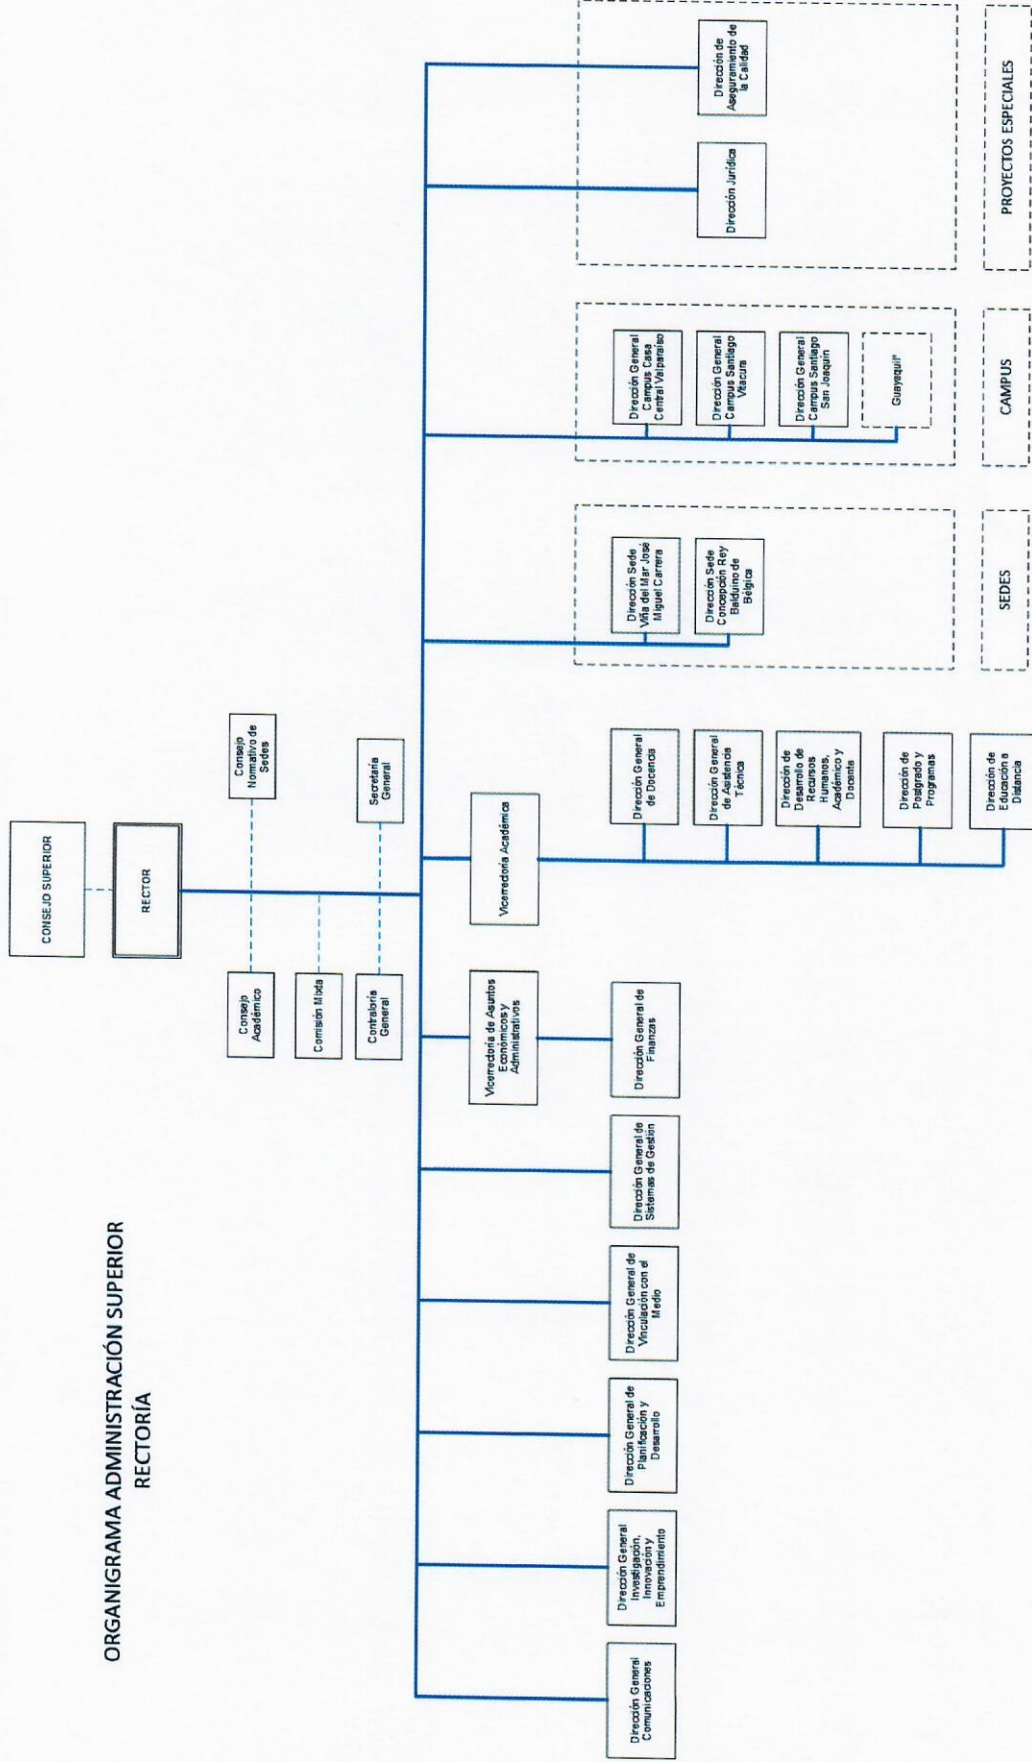 ORGANIGRAMA ADMINISTRACIÓN SUPERIOR
RECTORÍA
CONSEJO SUPERIOR
RECTOR
Consejo
Académico
Consejo
Normativo de
Sedes
Comisión Mixta
Contraloría
General
Secretaría
General
Vicerrectoría de Asuntos
Económicos y
Administrativos
Vicerrectoría Académica
Dirección General
Comunicaciones
Dirección General
Investigación,
Innovación y
Emprendimiento
Dirección General de
Planificación y
Desarrollo
Dirección General de
Vinculación con el
Medio
Dirección General de
Sistemas de Gestión
Dirección General de
Finanzas
Dirección General
de Docencia
Dirección General
de Asistencia
Técnica
Dirección de
Desarrollo de
Recursos
Humanos,
Académico y
Docente
Dirección de
Postgrado y
Programas
Dirección de
Educación a
Distancia
Dirección Sede
Viña del Mar José
Miguel Carrera
Dirección Sede
Concepción Rey
Balduino de
Bélgica
Dirección General
Campus Casa
Central Valparaíso
Dirección General
Campus Santiago
Vitacura
Dirección General
Campus Santiago
San Joaquín
Guayaquil*
Dirección Jurídica
Dirección de
Aseguramiento de
la Calidad
SEDES
CAMPUS
PROYECTOS ESPECIALES